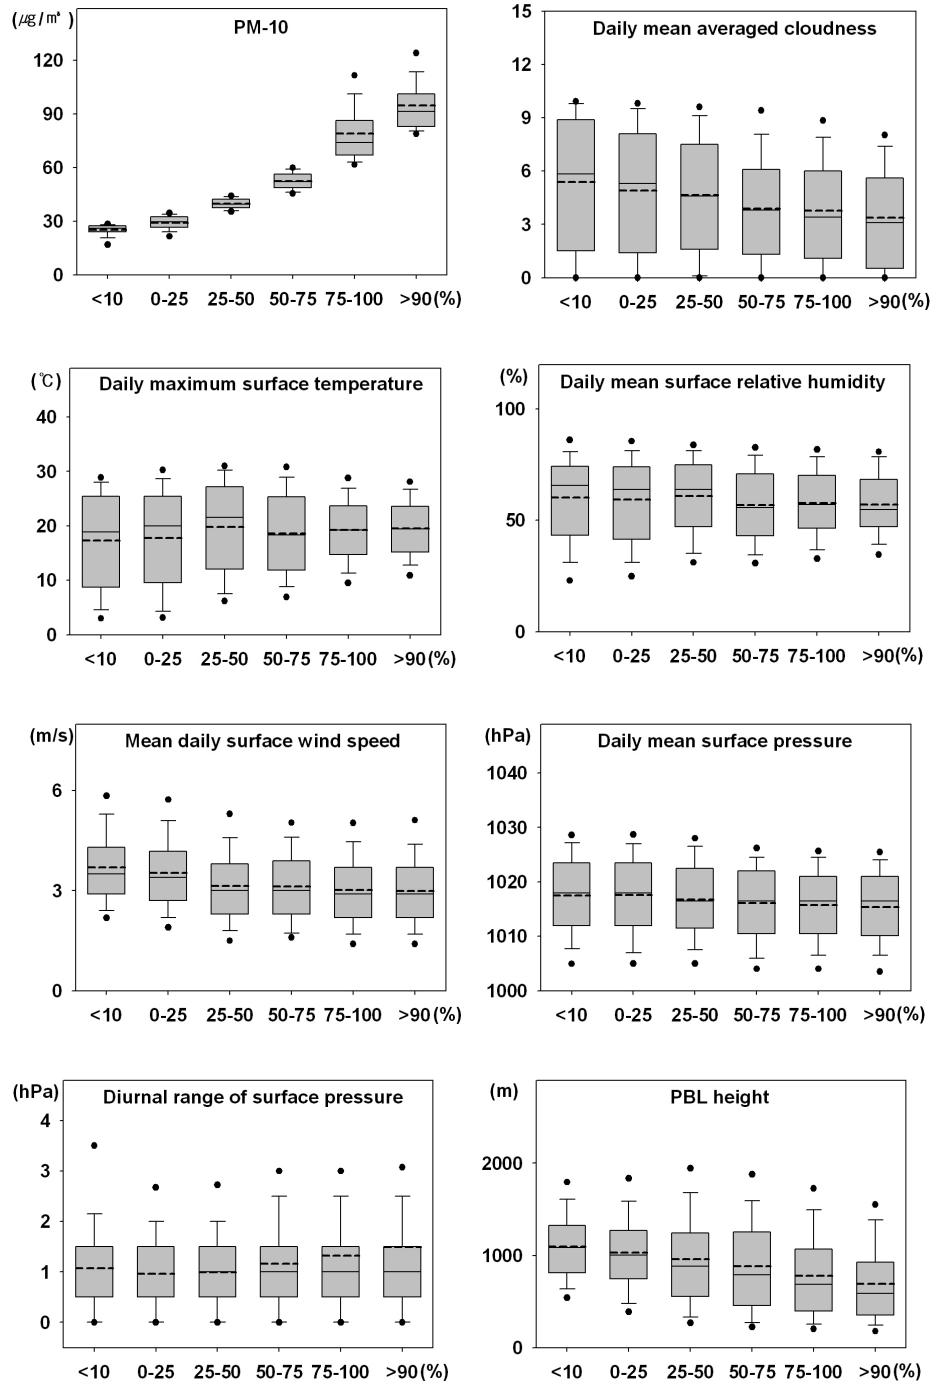 (㎍/㎥)
PM-10
120
90
60
30
0
<10 0-25 25-50 50-75 75-100 >90(%)
Daily mean averaged cloudness
15
12
9
6
3
0
<10 0-25 25-50 50-75 75-100 >90(%)
(℃)
Daily maximum surface temperature
40
30
20
10
0
<10 0-25 25-50 50-75 75-100 >90(%)
(%)
Daily mean surface relative humidity
100
50
0
<10 0-25 25-50 50-75 75-100 >90(%)
(m/s)
Mean daily surface wind speed
6
3
0
<10 0-25 25-50 50-75 75-100 >90(%)
(hPa)
Daily mean surface pressure
1040
1030
1020
1010
1000
<10 0-25 25-50 50-75 75-100 >90(%)
(hPa)
Diurnal range of surface pressure
4
3
2
1
0
<10 0-25 25-50 50-75 75-100 >90(%)
(m)
PBL height
2000
1000
0
<10 0-25 25-50 50-75 75-100 >90(%)